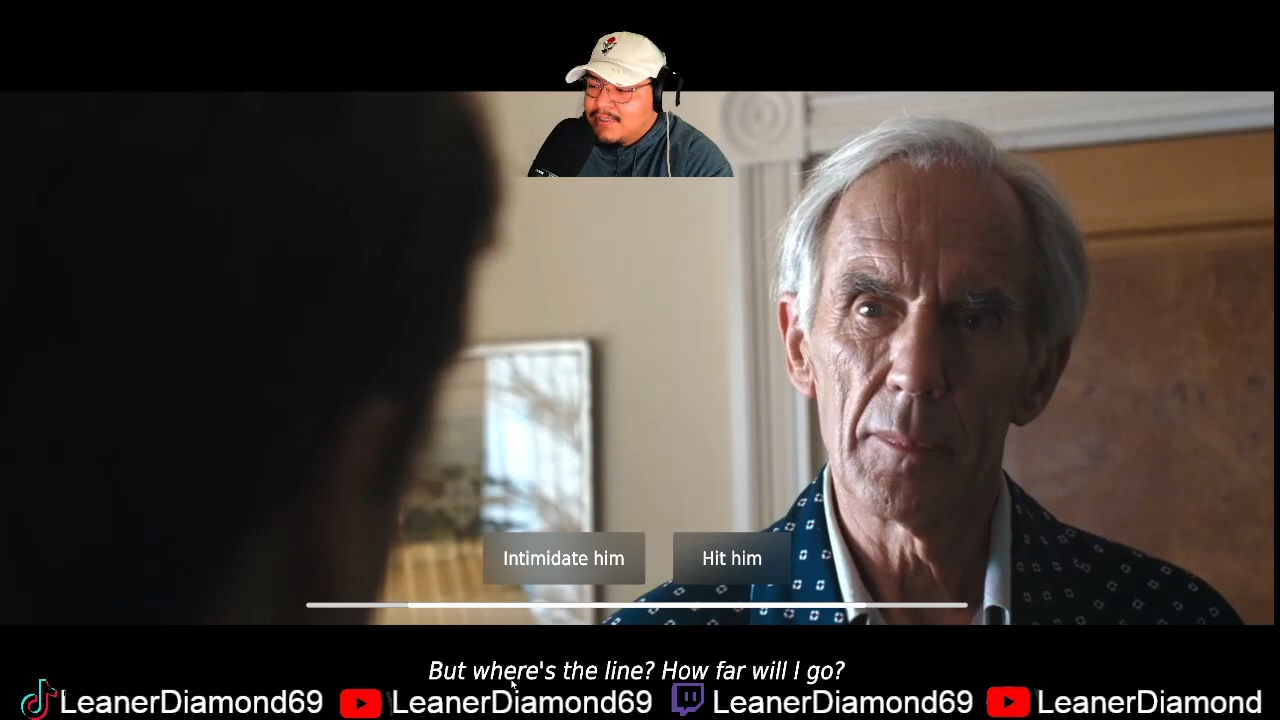 Intimidate him
Hit him
But where's the line? How far will I go?
LeanerDiamond69 LeanerDiamond69 LeanerDiamond69 LeanerDiamond